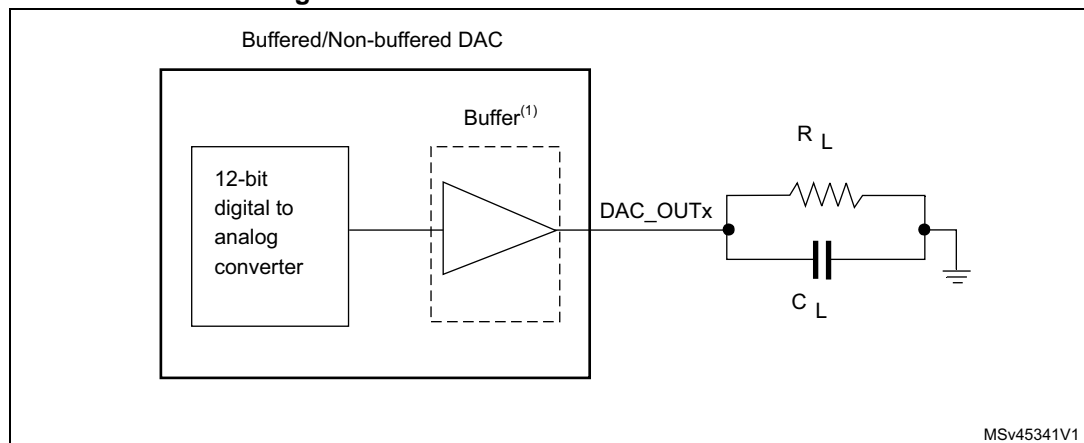 Buffered/Non-buffered DAC
Buffer(1)
12-bit
digital to
analog
converter
DAC_OUTx
R L
C L
MSv45341V1